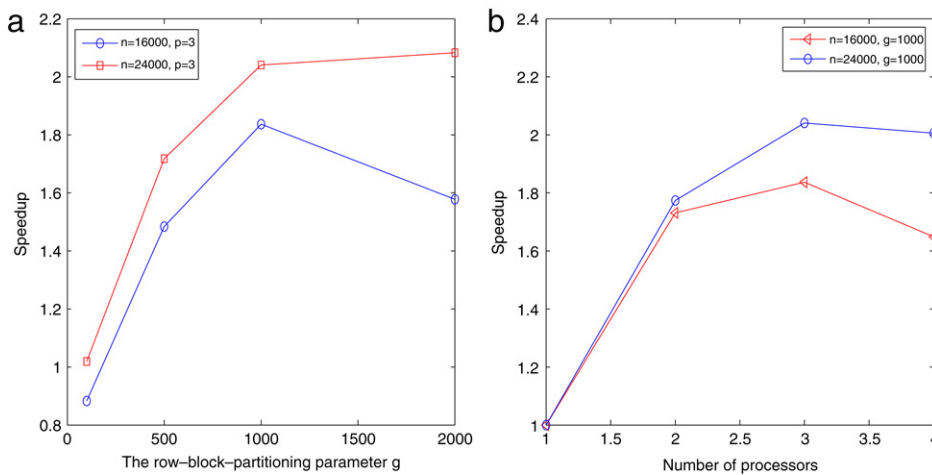 a
n=16000, p=3
n=24000, p=3
Speedup
2.2
2
1.8
1.6
1.4
1.2
1
0.8
0
500
1000
1500
2000
The row–block–partitioning parameter g
b
n=16000, g=1000
n=24000, g=1000
Speedup
2.4
2.2
2
1.8
1.6
1.4
1.2
1
1
1.5
2
2.5
3
3.5
4
Number of processors